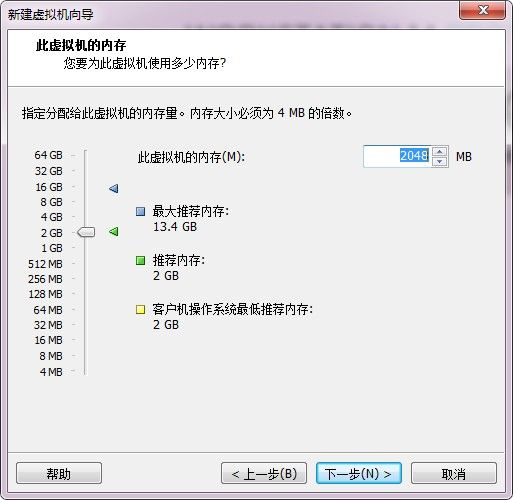 新建虚拟机向导
此虚拟机的内存
您要为此虚拟机使用多少内存?
指定分配给此虚拟机的内存量。内存大小必须为 4 MB 的倍数。
64 GB
此虚拟机的内存(M):
2048
MB
32 GB
16 GB
8 GB
4 GB
2 GB
1 GB
512 MB
256 MB
128 MB
64 MB
32 MB
16 MB
8 MB
4 MB
最大推荐内存:
13.4 GB
推荐内存:
2 GB
客户机操作系统最低推荐内存:
2 GB
帮助
< 上一步(B)
下一步(N) >
取消